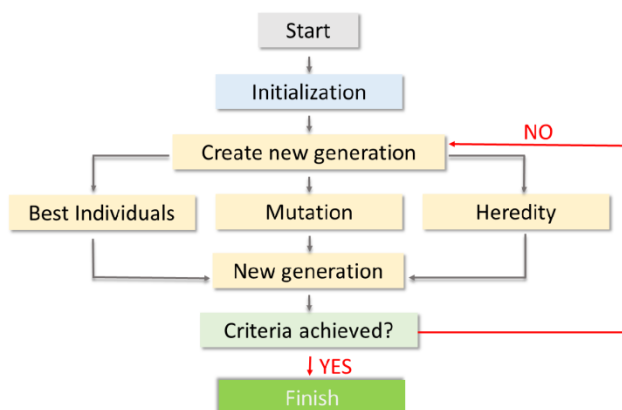 Start
Initialization
NO
Create new generation
Best Individuals
Mutation
Heredity
New generation
Criteria achieved?
YES
Finish